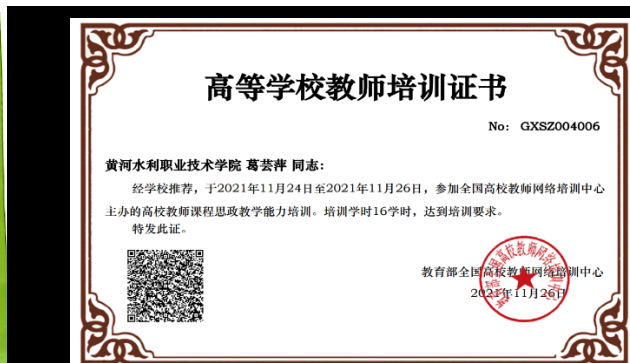 高等学校教师培训证书
No: GXSZ004006
黄河水利职业技术学院 葛芸萍 同志：
经学校推荐，于2021年11月24日至2021年11月26日，参加全国高校教师网络培训中心
主办的高校教师课程思政教学能力培训。培训学时16学时，达到培训要求。
特发此证。
教育部全国高校教师网络培训中心
2021年11月26日